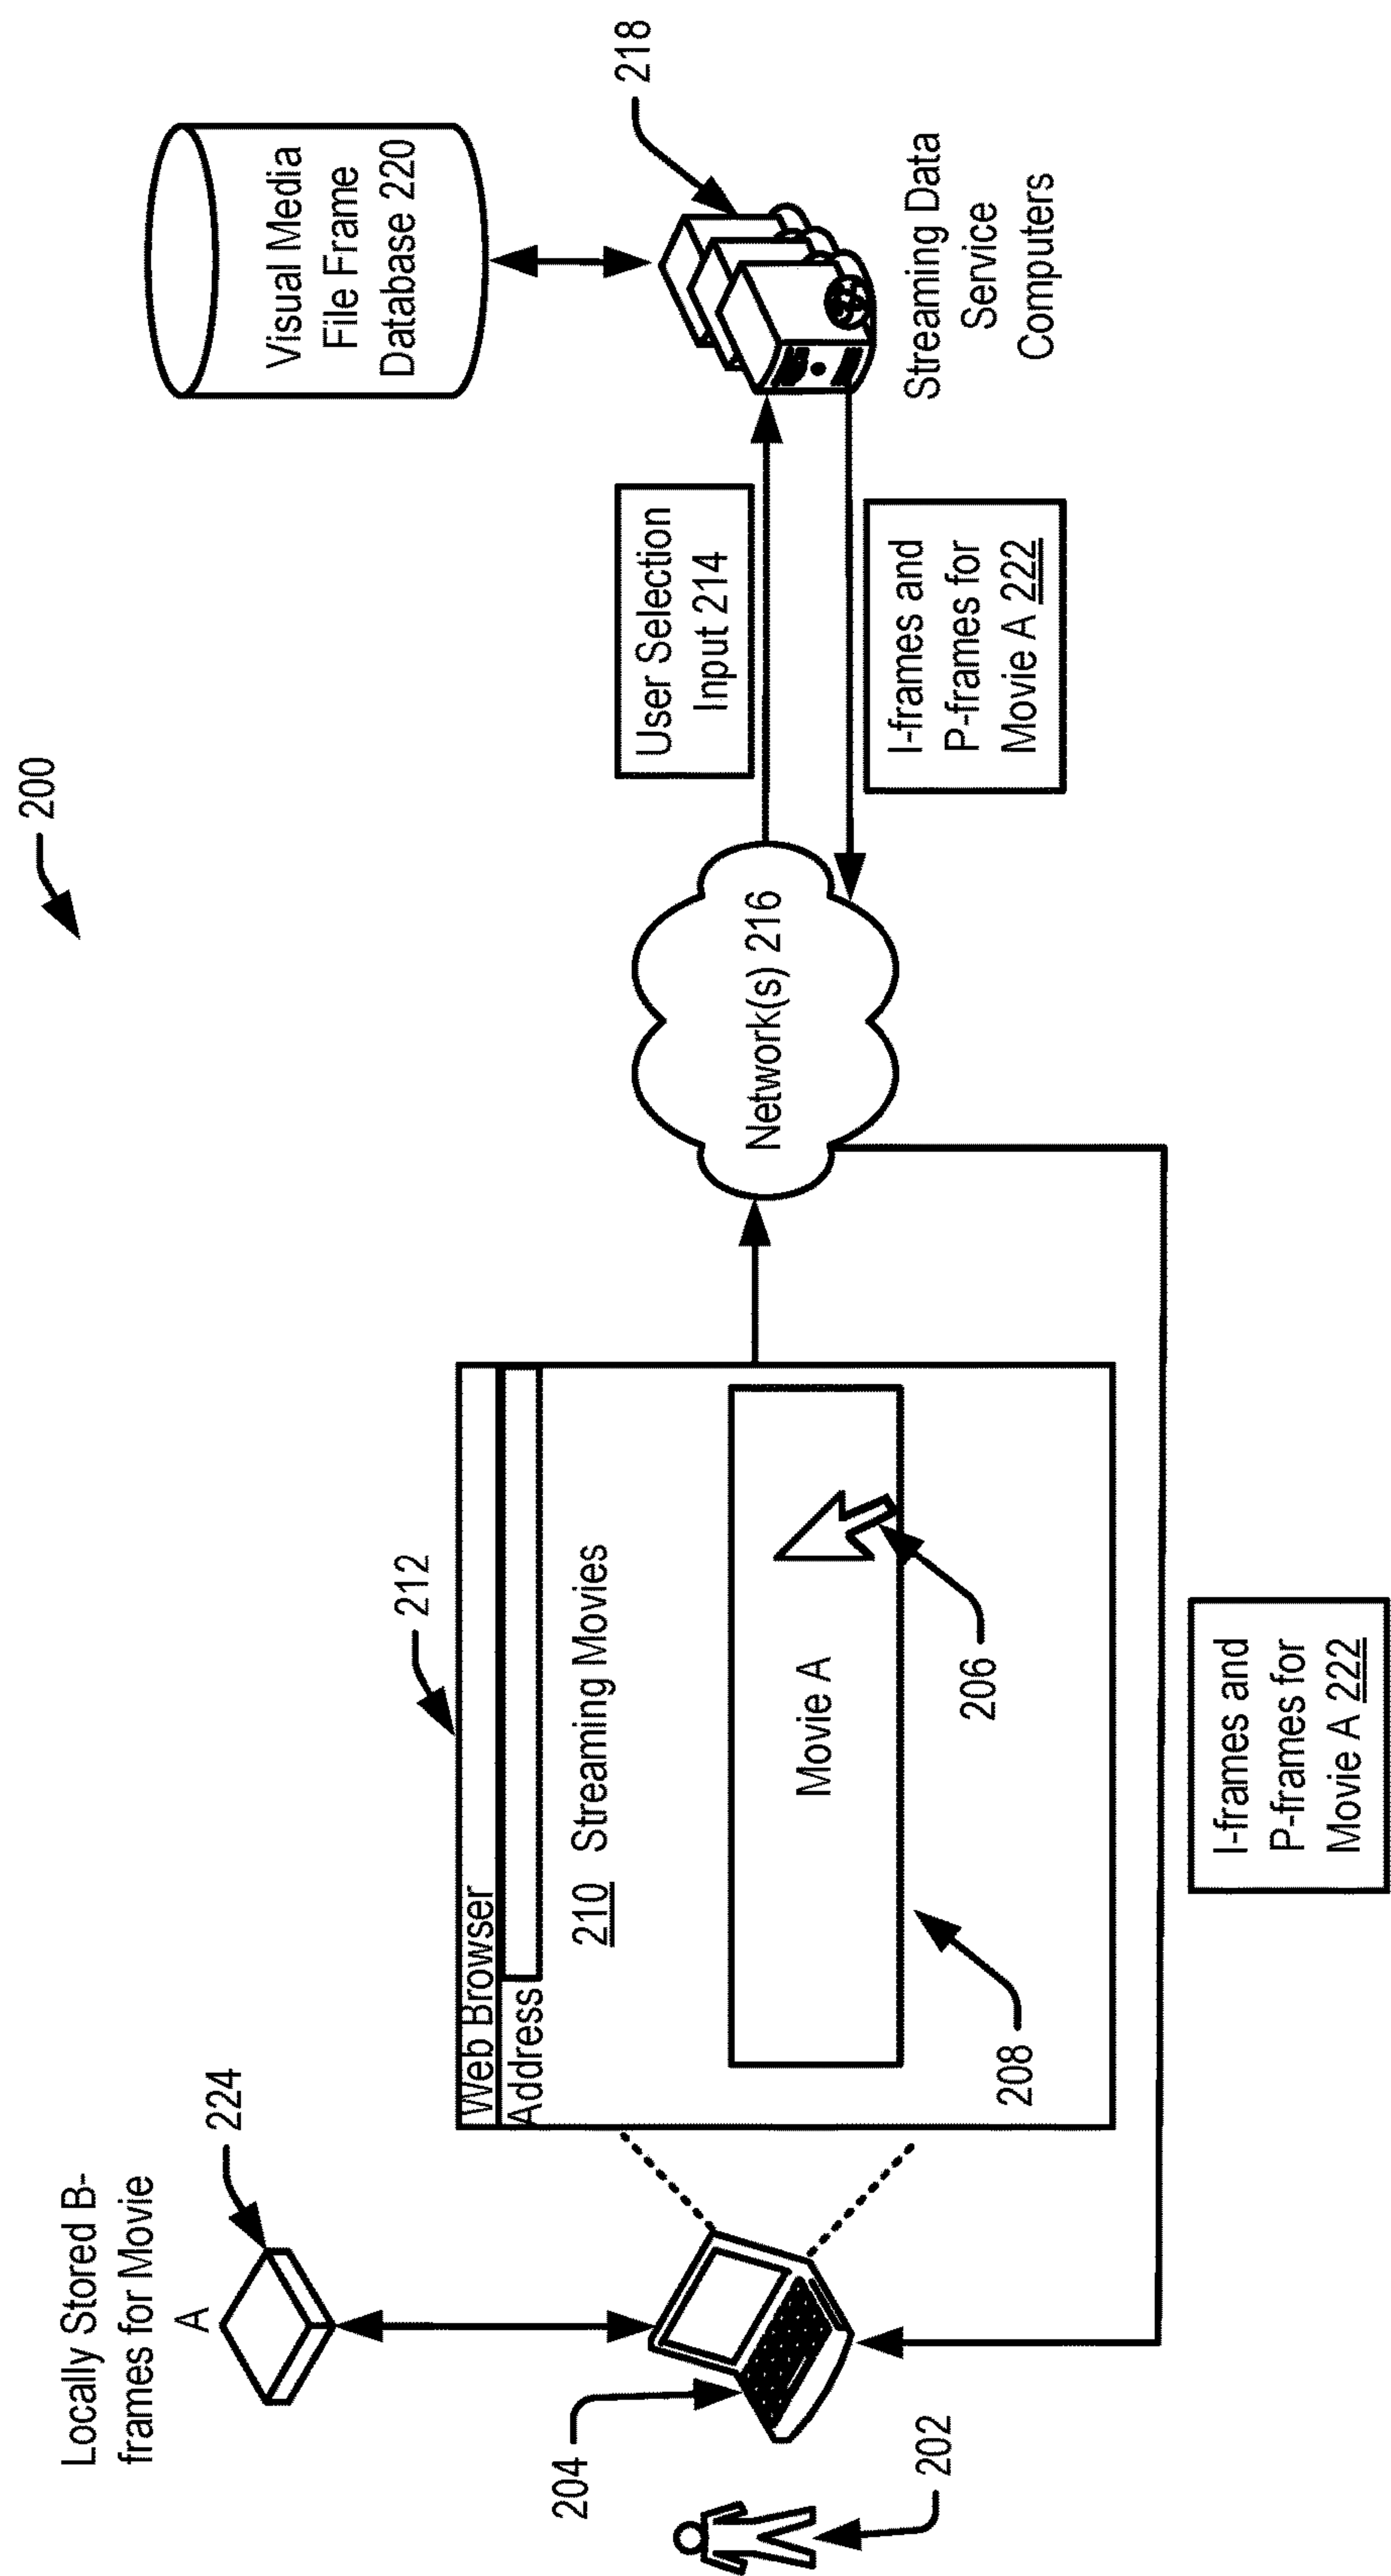 200
Locally Stored B-
frames for Movie
A
224
204
202
212
Web Browser
Address
210 Streaming Movies
Movie A
206
208
Network(s) 216
User Selection
Input 214
I-frames and
P-frames for
Movie A 222
I-frames and
P-frames for
Movie A 222
Visual Media
File Frame
Database 220
218
Streaming Data
Service
Computers